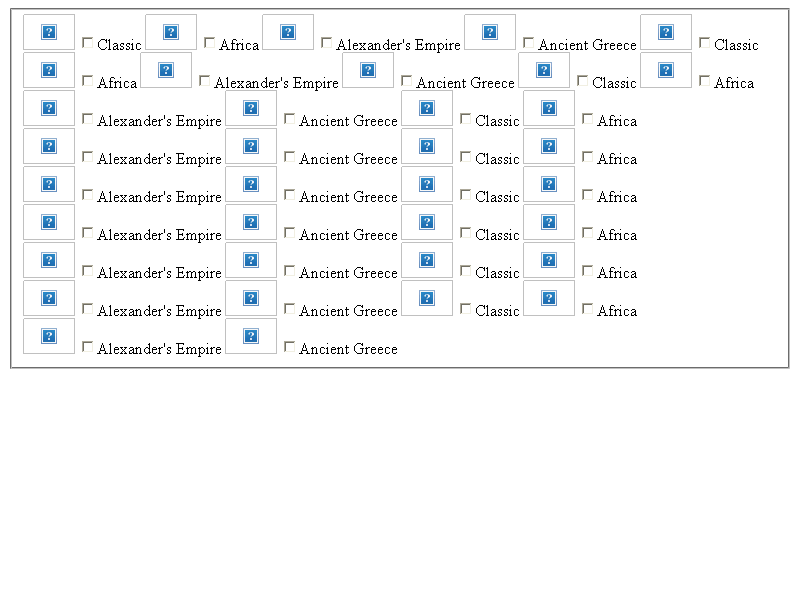 Classic Africa Alexander's Empire Ancient Greece Classic
Africa Alexander's Empire Ancient Greece Classic Africa
Alexander's Empire Ancient Greece Classic Africa
Alexander's Empire Ancient Greece Classic Africa
Alexander's Empire Ancient Greece Classic Africa
Alexander's Empire Ancient Greece Classic Africa
Alexander's Empire Ancient Greece Classic Africa
Alexander's Empire Ancient Greece Classic Africa
Alexander's Empire Ancient Greece